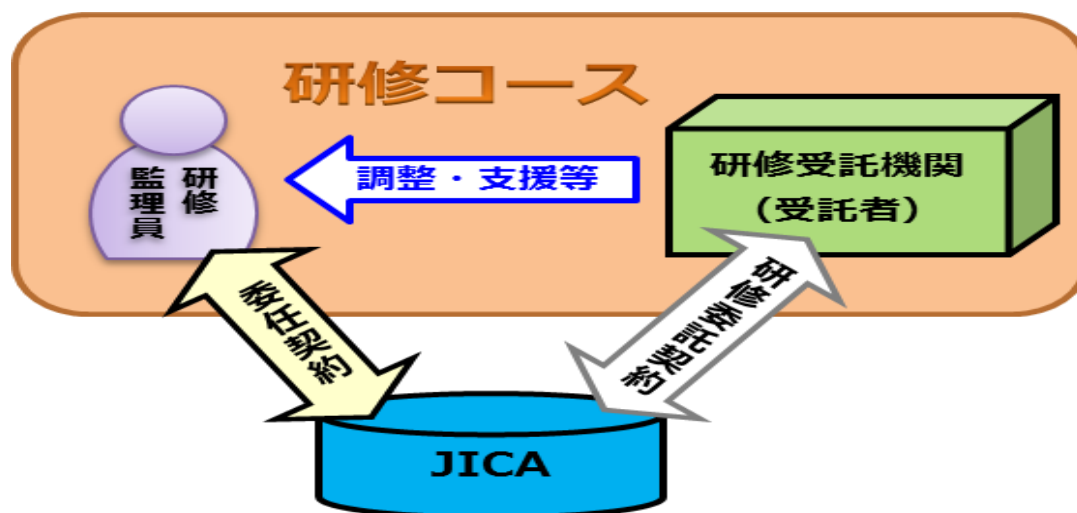 研修コース
研修
監理員
調整・支援等
研修受託機関
（受託者）
委任契約
研修委託契約
JICA